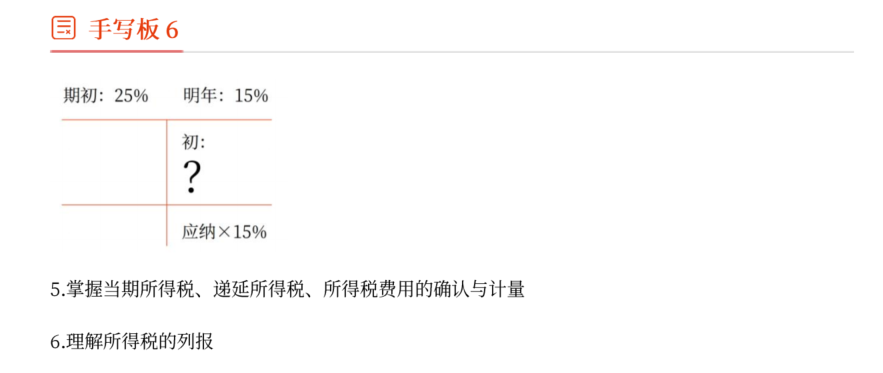 手写板 6
期初：25% 明年：15%
初：
？
应纳×15%
5.掌握当期所得税、递延所得税、所得税费用的确认与计量
6.理解所得税的列报